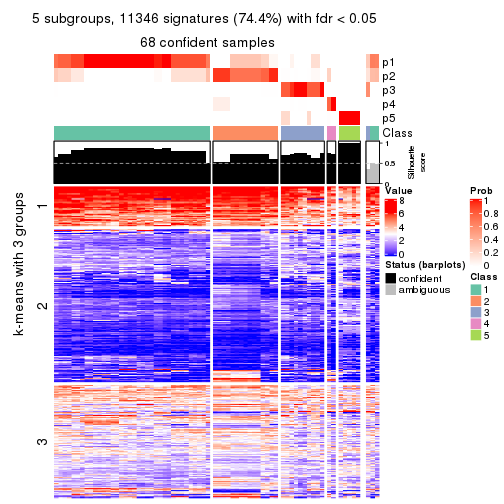 5 subgroups, 11346 signatures (74.4%) with fdr < 0.05
68 confident samples
p1
p2
p3
p4
p5
Class
1
0.5
0
Silhouette
score
k-means with 3 groups
1
2
3
Value
8
6
4
2
0
Status (barplots)
confident
ambiguous
Prob
1
0.8
0.6
0.4
0.2
0
Class
1
2
3
4
5